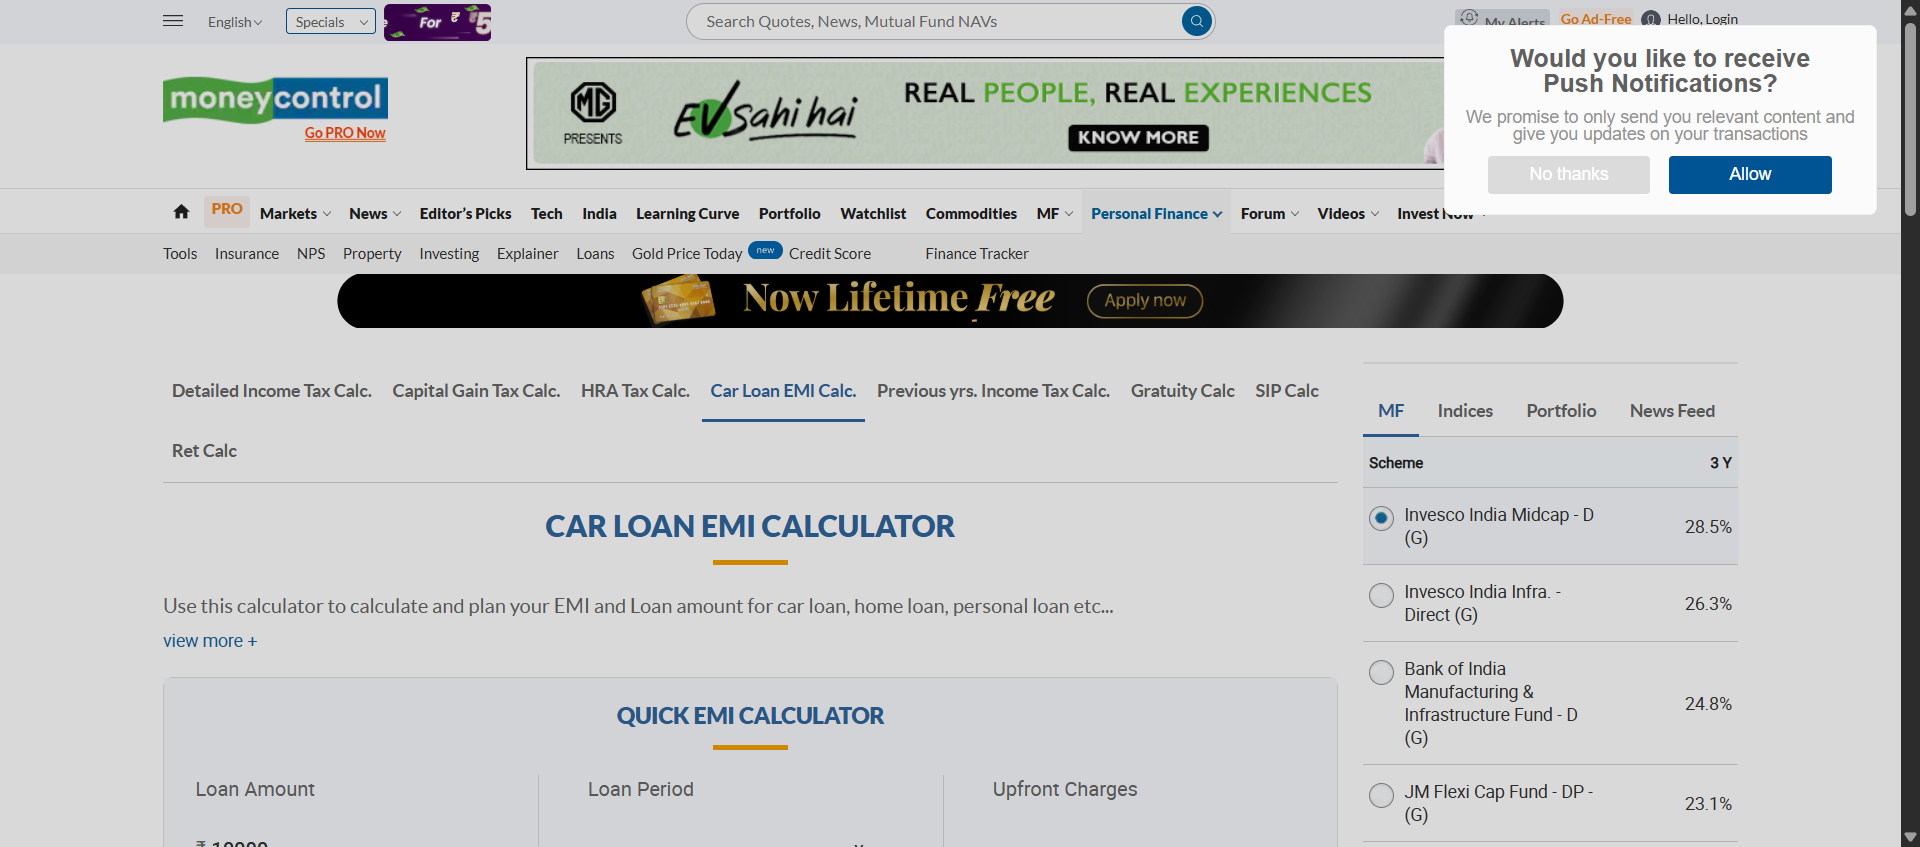 English
Specials
For ₹5
Search Quotes, News, Mutual Fund NAVs
My Alerts
Go Ad-Free
Hello, Login
Would you like to receive
Push Notifications?
We promise to only send you relevant content and
give you updates on your transactions
No thanks
Allow
moneycontrol
Go PRO Now
MG
PRESENTS
EV Sahi hai
REAL PEOPLE, REAL EXPERIENCES
KNOW MORE
PRO
Markets
News
Editor's Picks
Tech
India
Learning Curve
Portfolio
Watchlist
Commodities
MF
Personal Finance
Forum
Videos
Invest Now
Tools
Insurance
NPS
Property
Investing
Explainer
Loans
Gold Price Today
new
Credit Score
Finance Tracker
Now Lifetime Free
Apply now
Detailed Income Tax Calc.
Capital Gain Tax Calc.
HRA Tax Calc.
Car Loan EMI Calc.
Previous yrs. Income Tax Calc.
Gratuity Calc
SIP Calc
Ret Calc
CAR LOAN EMI CALCULATOR
Use this calculator to calculate and plan your EMI and Loan amount for car loan, home loan, personal loan etc...
view more +
QUICK EMI CALCULATOR
Loan Amount
Loan Period
Upfront Charges
₹ 10000
MF
Indices
Portfolio
News Feed
Scheme
3 Y
Invesco India Midcap - D
(G)
28.5%
Invesco India Infra. -
Direct (G)
26.3%
Bank of India
Manufacturing &
Infrastructure Fund - D
(G)
24.8%
JM Flexi Cap Fund - DP -
(G)
23.1%